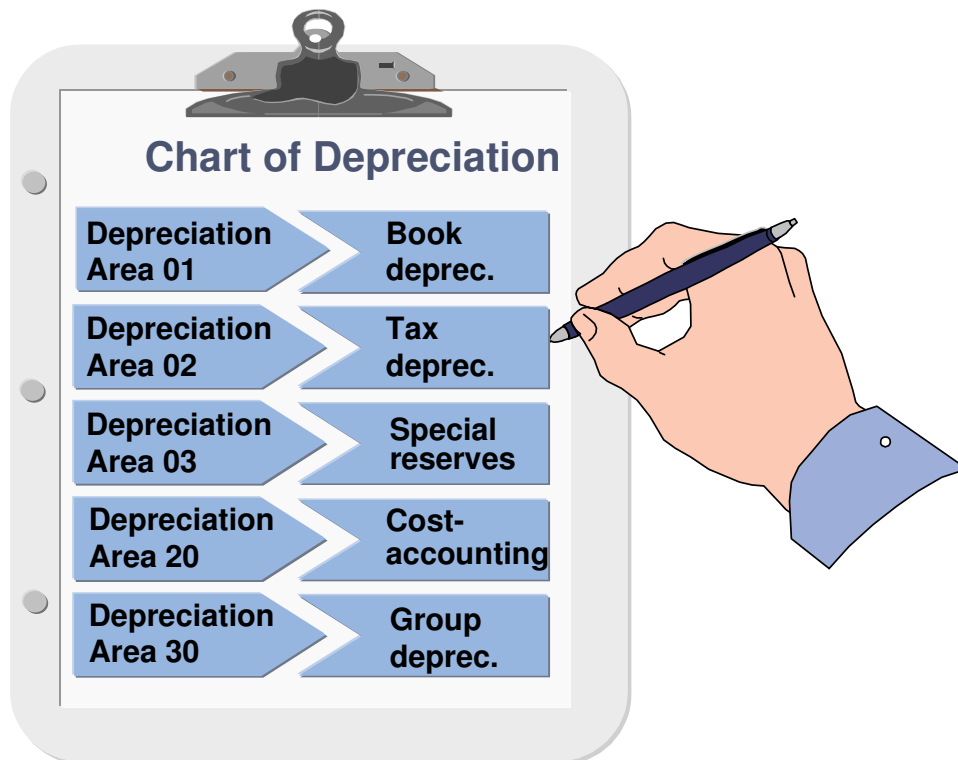 Chart of Depreciation
Depreciation
Area 01
Book
deprec.
Depreciation
Area 02
Tax
deprec.
Depreciation
Area 03
Special
reserves
Depreciation
Area 20
Cost-
accounting
Depreciation
Area 30
Group
deprec.